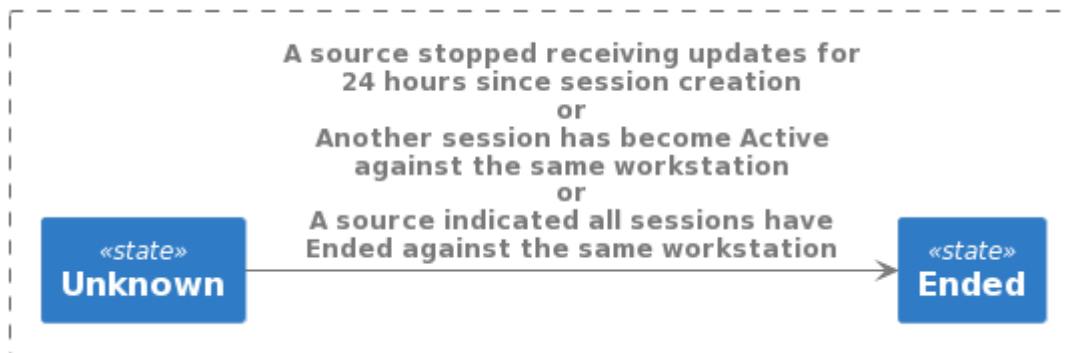 A source stopped receiving updates for
24 hours since session creation
or
Another session has become Active
against the same workstation
or
A source indicated all sessions have
Ended against the same workstation
«state»
Unknown
«state»
Ended